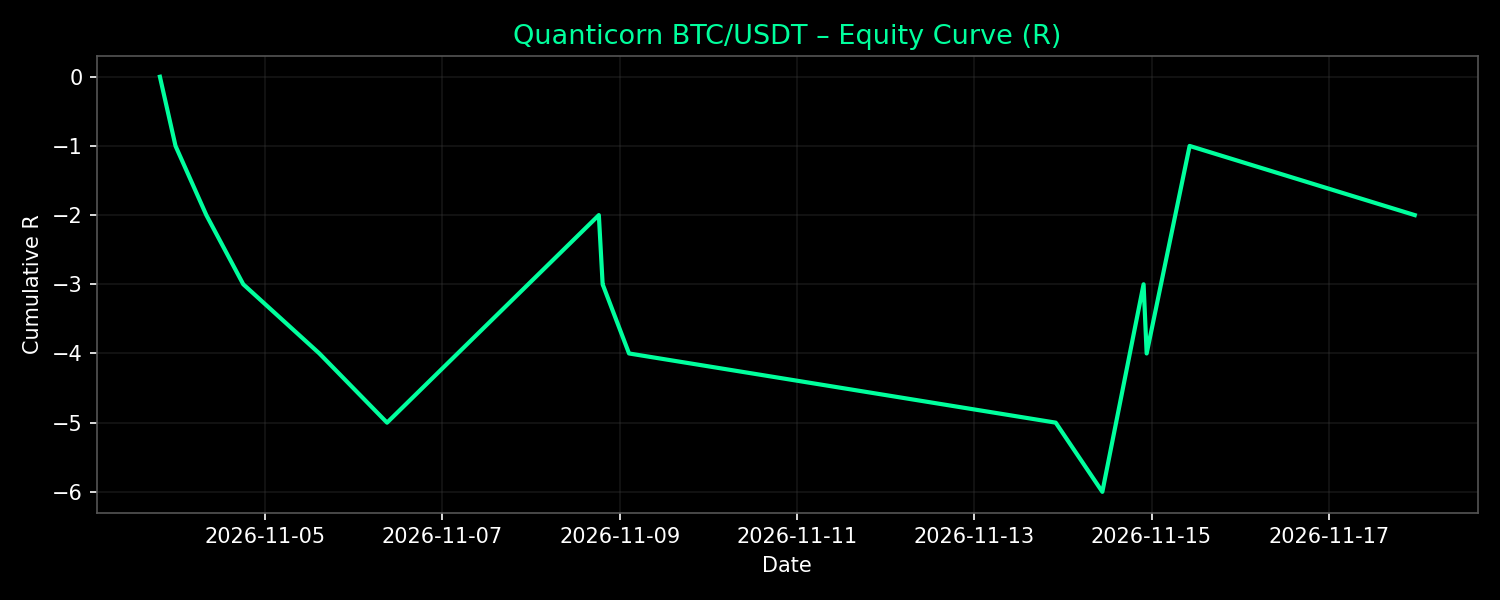 Quanticorn BTC/USDT – Equity Curve (R)
Cumulative R
0
−1
−2
−3
−4
−5
−6
2026-11-05 2026-11-07 2026-11-09 2026-11-11 2026-11-13 2026-11-15 2026-11-17
Date